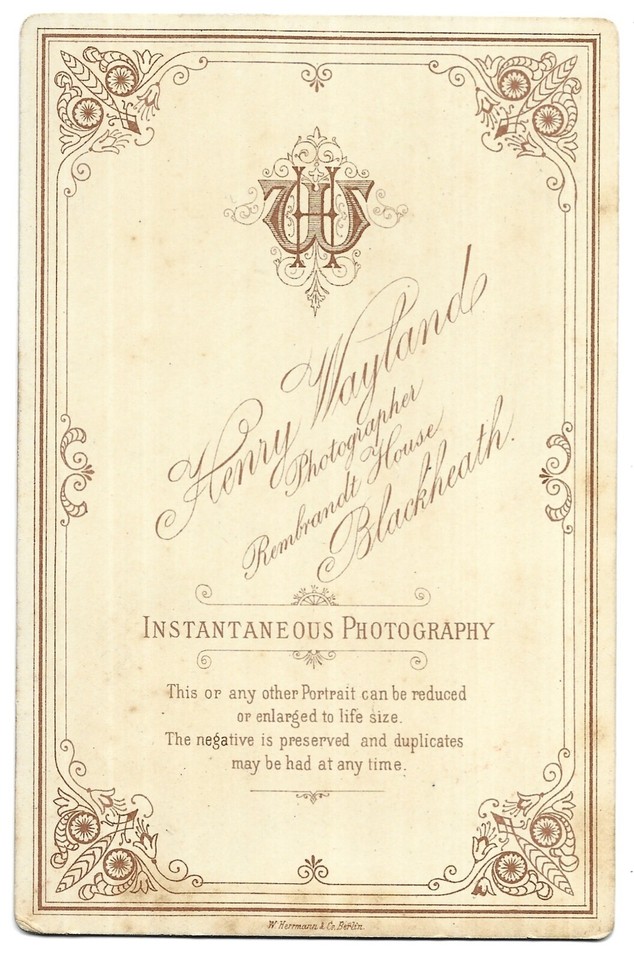 HW
Henry Wayland
Photographer
Rembrandt House
Blackheath.
INSTANTANEOUS PHOTOGRAPHY
This or any other Portrait can be reduced
or enlarged to life size.
The negative is preserved and duplicates
may be had at any time.
W. Herrmann & Co. Berlin.